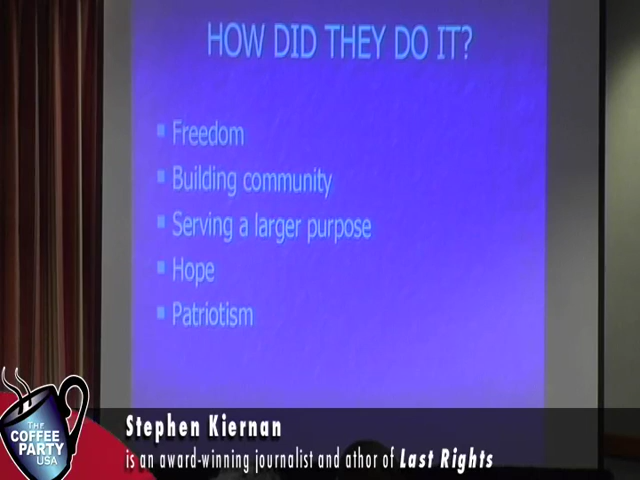 HOW DID THEY DO IT?
Freedom
Building community
Serving a larger purpose
Hope
Patriotism
THE
COFFEE
PARTY
USA
Stephen Kiernan
is an award-winning journalist and athor of Last Rights